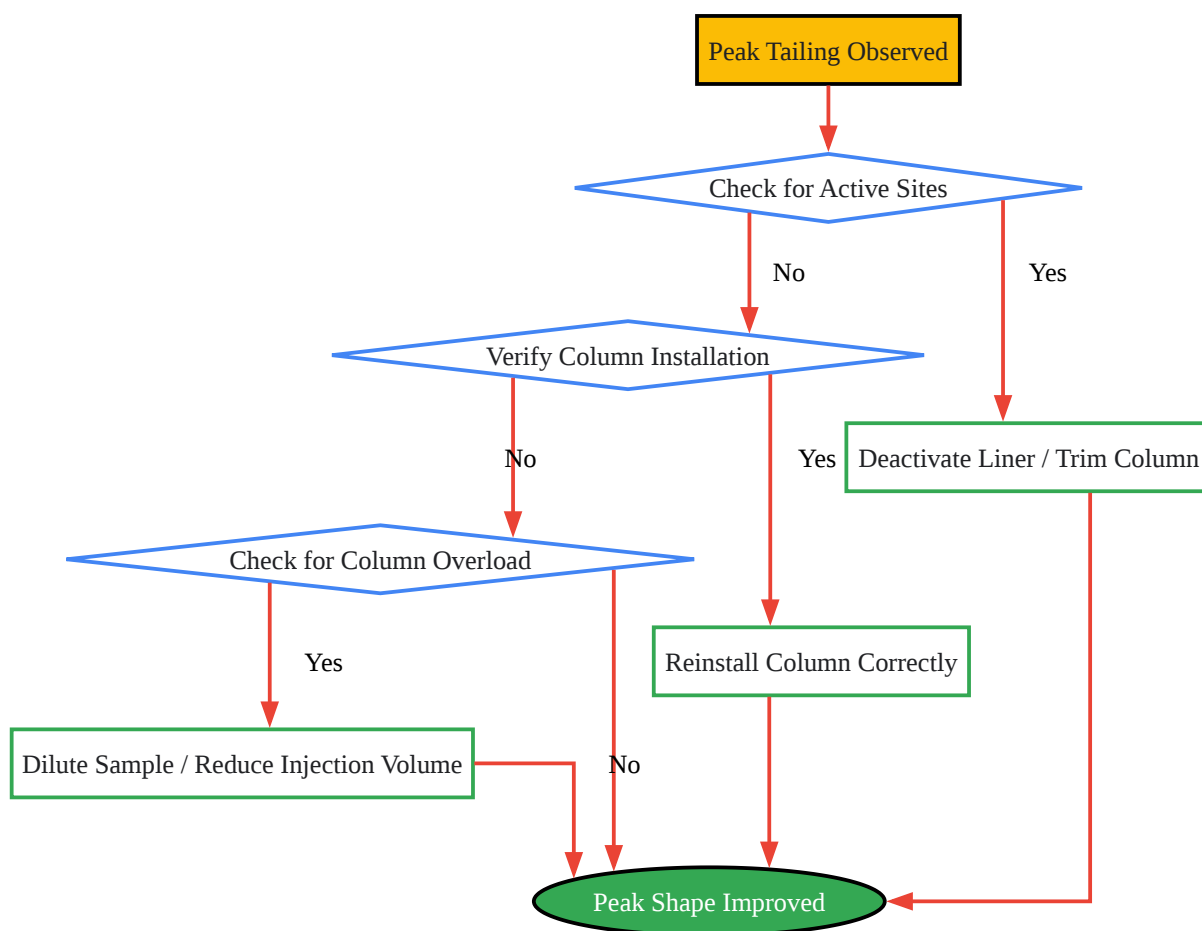 Peak Tailing Observed
Check for Active Sites
No
Yes
Verify Column Installation
No
Yes
Deactivate Liner / Trim Column
Check for Column Overload
Yes
Reinstall Column Correctly
Dilute Sample / Reduce Injection Volume
No
Peak Shape Improved